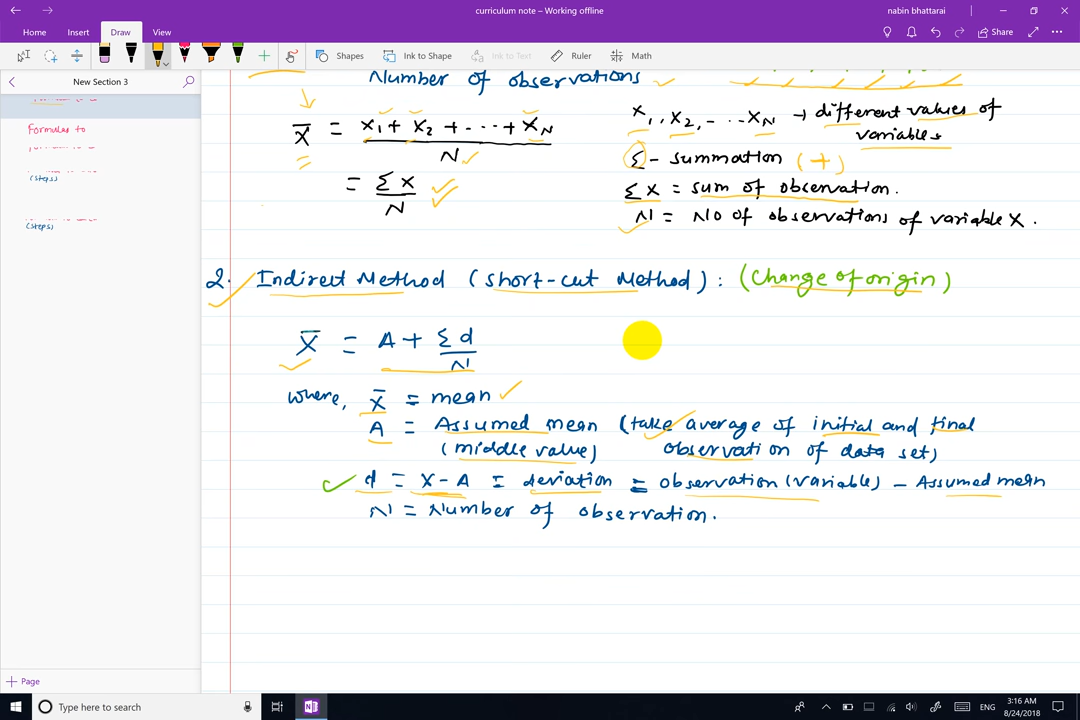 curriculum note – Working offline
nabin bhattarai
Home
Insert
Draw
View
Share
Shapes
Ink to Shape
Ink to Text
Ruler
Math
New Section 3
Formulas to
(steps)
(steps)
Page
Number of observations
X̄ = X1 + X2 + ... + XN
N
= Σ X
N
X1, X2, - ... XN → different values of
variables
Σ - summation (+)
Σ X = sum of observation.
N = No of observations of variable X.
2. Indirect Method (short-cut Method) : (Change of origin)
X̄ = A + Σ d
N
where, X̄ = mean
A = Assumed mean (take average of initial and final
(middle value) observation of data set)
d = X - A = deviation = observation (variable) - Assumed mean
N = Number of observation.
Type here to search
ENG
3:16 AM
8/24/2018